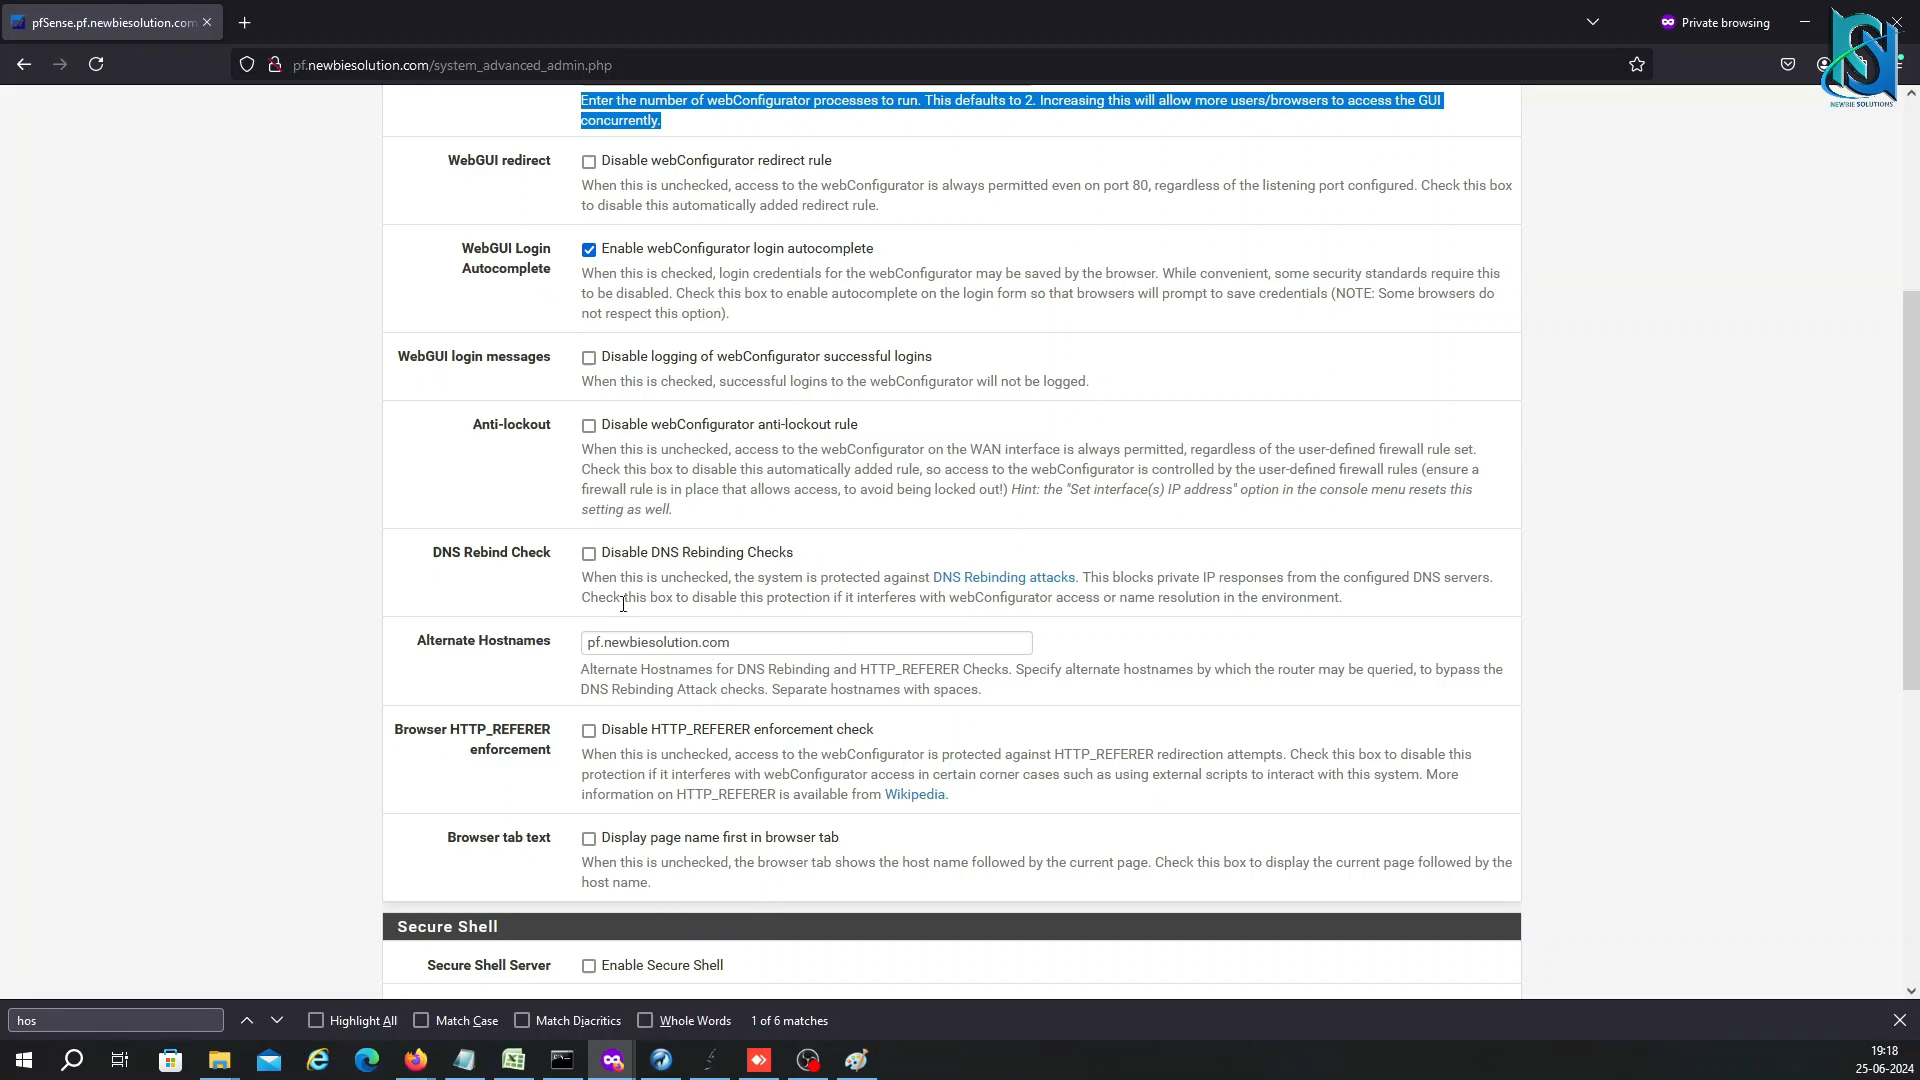 pfSense.pf.newbiesolution.com
Private browsing
NEWBIE SOLUTIONS
pf.newbiesolution.com/system_advanced_admin.php
Enter the number of webConfigurator processes to run. This defaults to 2. Increasing this will allow more users/browsers to access the GUI
concurrently.
WebGUI redirect
Disable webConfigurator redirect rule
When this is unchecked, access to the webConfigurator is always permitted even on port 80, regardless of the listening port configured. Check this box
to disable this automatically added redirect rule.
WebGUI Login
Autocomplete
Enable webConfigurator login autocomplete
When this is checked, login credentials for the webConfigurator may be saved by the browser. While convenient, some security standards require this
to be disabled. Check this box to enable autocomplete on the login form so that browsers will prompt to save credentials (NOTE: Some browsers do
not respect this option).
WebGUI login messages
Disable logging of webConfigurator successful logins
When this is checked, successful logins to the webConfigurator will not be logged.
Anti-lockout
Disable webConfigurator anti-lockout rule
When this is unchecked, access to the webConfigurator on the WAN interface is always permitted, regardless of the user-defined firewall rule set.
Check this box to disable this automatically added rule, so access to the webConfigurator is controlled by the user-defined firewall rules (ensure a
firewall rule is in place that allows access, to avoid being locked out!) Hint: the "Set interface(s) IP address" option in the console menu resets this
setting as well.
DNS Rebind Check
Disable DNS Rebinding Checks
When this is unchecked, the system is protected against DNS Rebinding attacks. This blocks private IP responses from the configured DNS servers.
Check this box to disable this protection if it interferes with webConfigurator access or name resolution in the environment.
Alternate Hostnames
pf.newbiesolution.com
Alternate Hostnames for DNS Rebinding and HTTP_REFERER Checks. Specify alternate hostnames by which the router may be queried, to bypass the
DNS Rebinding Attack checks. Separate hostnames with spaces.
Browser HTTP_REFERER
enforcement
Disable HTTP_REFERER enforcement check
When this is unchecked, access to the webConfigurator is protected against HTTP_REFERER redirection attempts. Check this box to disable this
protection if it interferes with webConfigurator access in certain corner cases such as using external scripts to interact with this system. More
information on HTTP_REFERER is available from Wikipedia.
Browser tab text
Display page name first in browser tab
When this is unchecked, the browser tab shows the host name followed by the current page. Check this box to display the current page followed by the
host name.
Secure Shell
Secure Shell Server
Enable Secure Shell
hos
Highlight All
Match Case
Match Diacritics
Whole Words
1 of 6 matches
19:18
25-06-2024